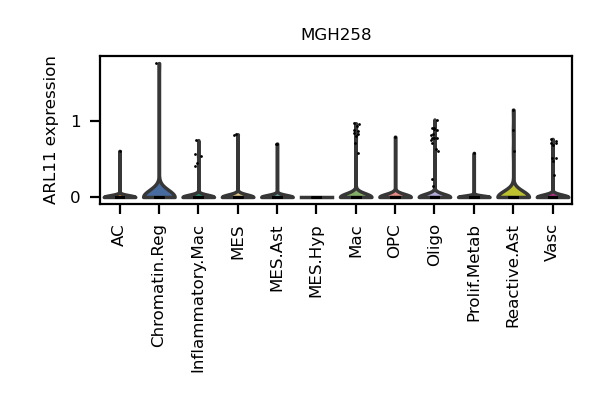 MGH258
ARL11 expression
1
0
AC
Chromatin.Reg
Inflammatory.Mac
MES
MES.Ast
MES.Hyp
Mac
OPC
Oligo
Prolif.Metab
Reactive.Ast
Vasc